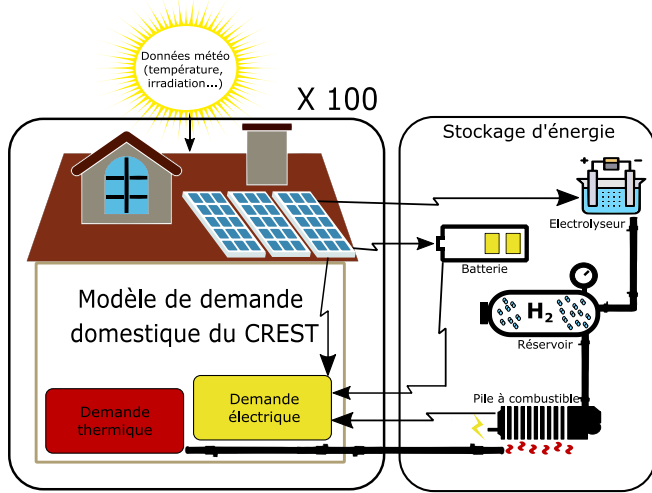 Données météo
(température,
irradiation...)
X 100
Stockage d'énergie
+
-
Electrolyseur
Batterie
Modèle de demande
domestique du CREST
H₂
Réservoir
Pile à combustible
Demande
thermique
Demande
électrique